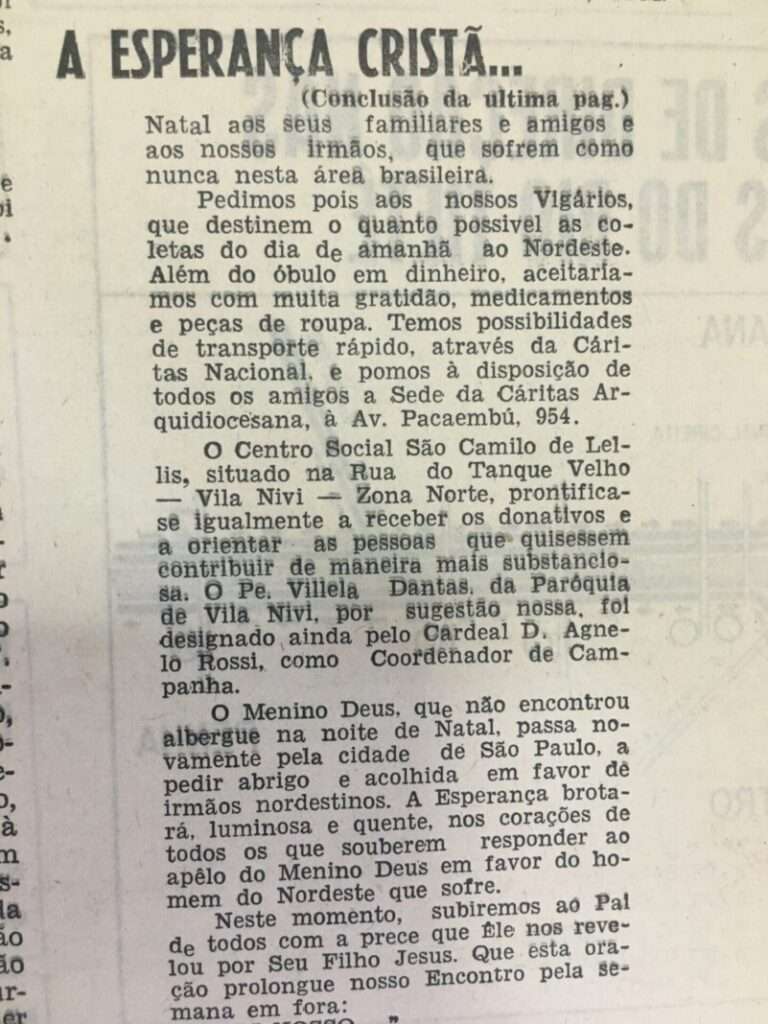 A ESPERANÇA CRISTÃ...
(Conclusão da ultima pag.)
Natal aos seus familiares e amigos e
aos nossos irmãos, que sofrem como
nunca nesta área brasileira.
Pedimos pois aos nossos Vigários,
que destinem o quanto possivel as co-
letas do dia de amanhã ao Nordeste.
Além do óbulo em dinheiro, aceitaría-
mos com muita gratidão, medicamentos
e peças de roupa. Temos possibilidades
de transporte rápido, através da Cári-
tas Nacional, e pomos à disposição de
todos os amigos a Sede da Cáritas Ar-
quidiocesana, à Av. Pacaembú, 954.
O Centro Social São Camilo de Lel-
lis, situado na Rua do Tanque Velho
— Vila Nivi — Zona Norte, prontifica-
se igualmente a receber os donativos e
a orientar as pessoas que quisessem
contribuir de maneira mais substancio-
sa. O Pe. Villela Dantas, da Paróquia
de Vila Nivi, por sugestão nossa, foi
designado ainda pelo Cardeal D. Agne-
lo Rossi, como Coordenador de Cam-
panha.
O Menino Deus, que não encontrou
albergue na noite de Natal, passa no-
vamente pela cidade de São Paulo, a
pedir abrigo e acolhida em favor de
irmãos nordestinos. A Esperança brota-
rá, luminosa e quente, nos corações de
todos os que souberem responder ao
apêlo do Menino Deus em favor do ho-
mem do Nordeste que sofre.
Neste momento, subiremos ao Pai
de todos com a prece que Êle nos reve-
lou por Seu Filho Jesus. Que esta ora-
ção prolongue nosso Encontro pela se-
mana em fora: